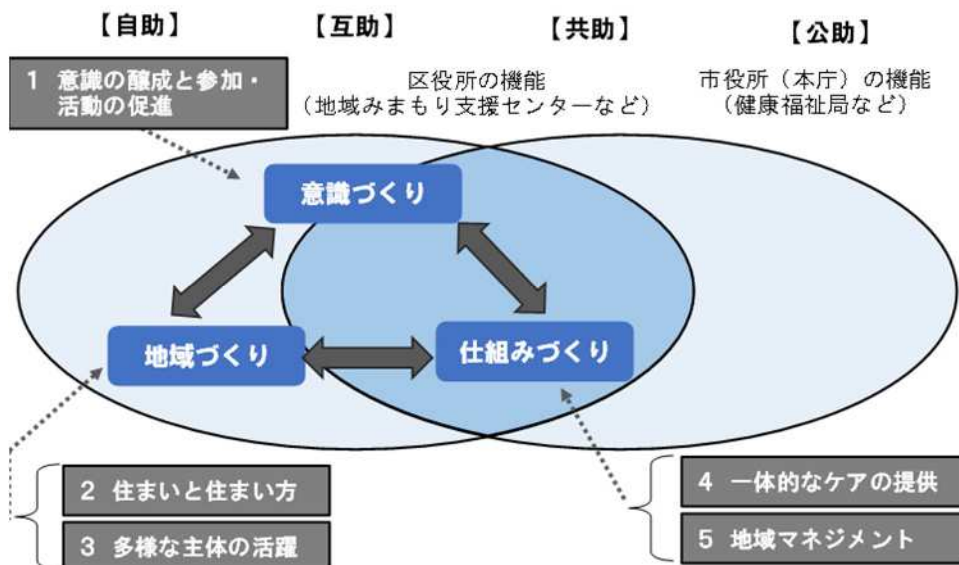 【自助】 【互助】 【共助】 【公助】
1 意識の醸成と参加・
活動の促進
区役所の機能
（地域みまもり支援センターなど）
市役所（本庁）の機能
（健康福祉局など）
意識づくり
地域づくり
仕組みづくり
2 住まいと住まい方
3 多様な主体の活躍
4 一体的なケアの提供
5 地域マネジメント